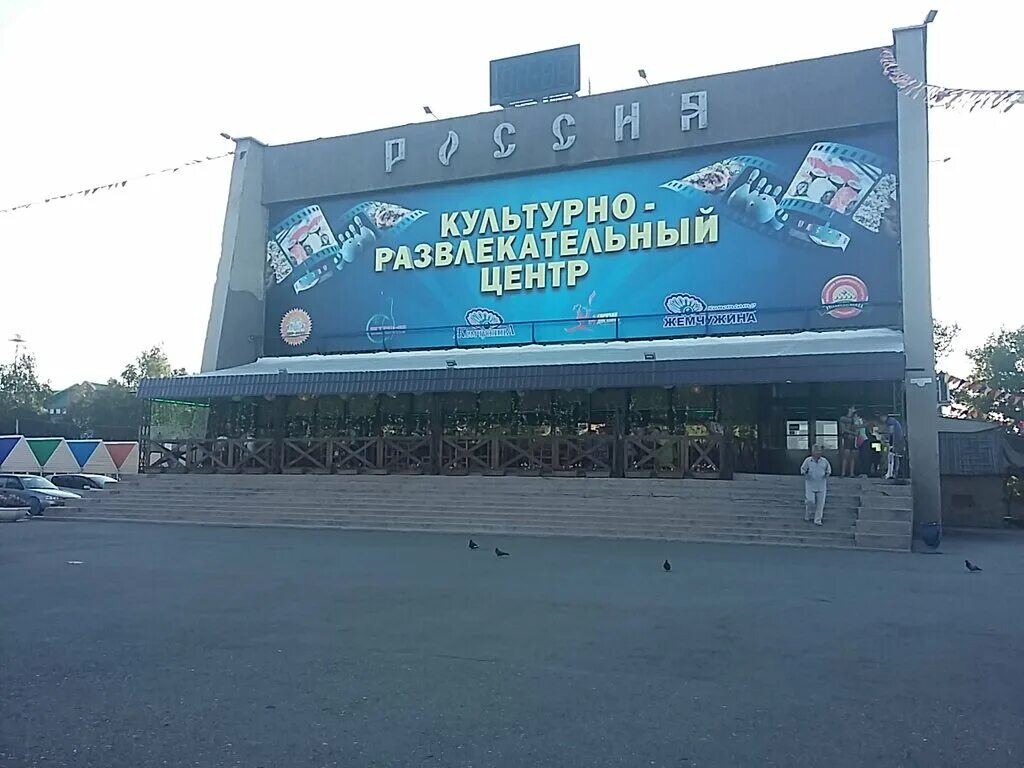 РОССИЯ
КУЛЬТУРНО-
РАЗВЛЕКАТЕЛЬНЫЙ
ЦЕНТР
ЖЕМЧУЖИНА